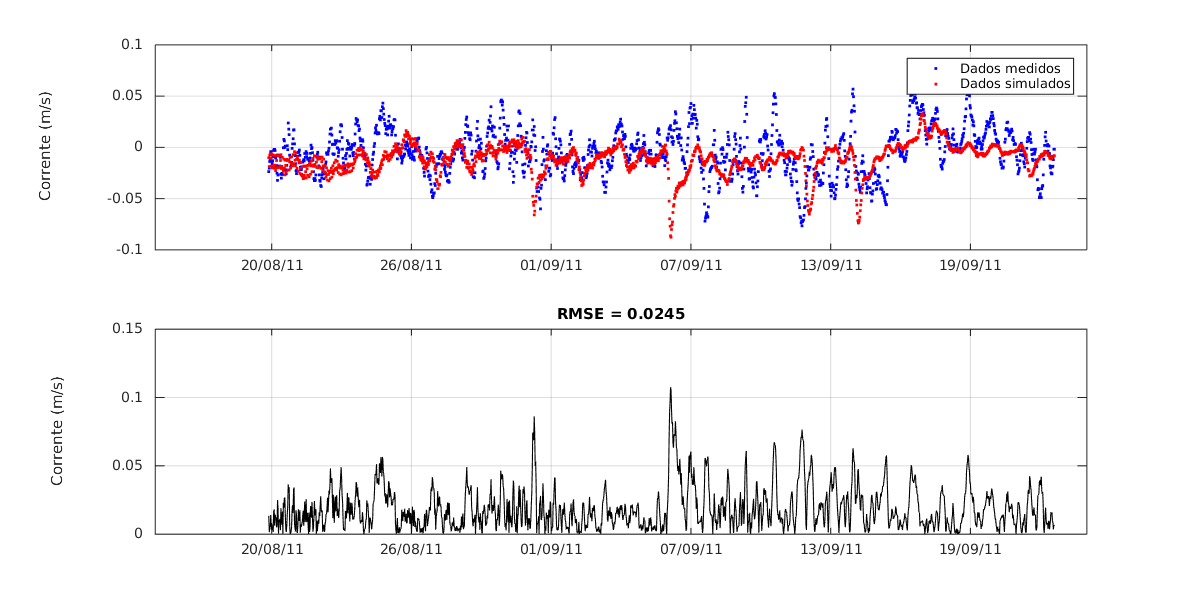 0.1
Dados medidos
Dados simulados
0.05
0
-0.05
-0.1
Corrente (m/s)
20/08/11 26/08/11 01/09/11 07/09/11 13/09/11 19/09/11
RMSE = 0.0245
0.15
0.1
0.05
0
Corrente (m/s)
20/08/11 26/08/11 01/09/11 07/09/11 13/09/11 19/09/11